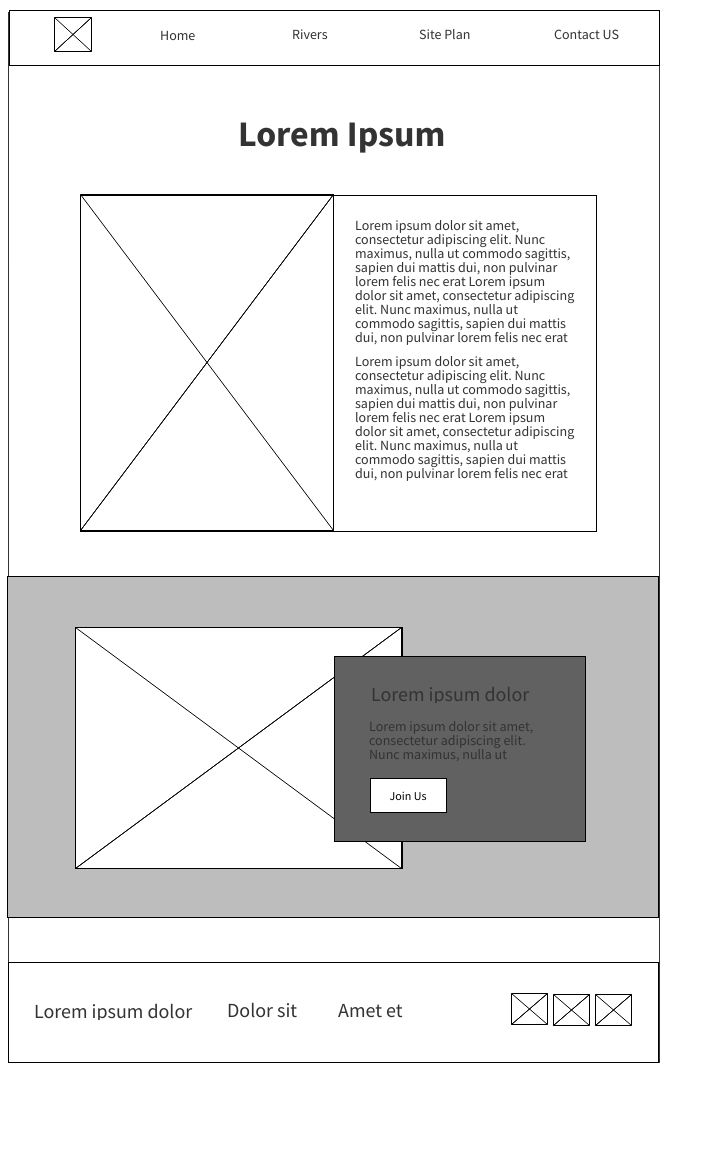 Home Rivers Site Plan Contact US
Lorem Ipsum
Lorem ipsum dolor sit amet,
consectetur adipiscing elit. Nunc
maximus, nulla ut commodo sagittis,
sapien dui mattis dui, non pulvinar
lorem felis nec erat Lorem ipsum
dolor sit amet, consectetur adipiscing
elit. Nunc maximus, nulla ut
commodo sagittis, sapien dui mattis
dui, non pulvinar lorem felis nec erat
Lorem ipsum dolor sit amet,
consectetur adipiscing elit. Nunc
maximus, nulla ut commodo sagittis,
sapien dui mattis dui, non pulvinar
lorem felis nec erat Lorem ipsum
dolor sit amet, consectetur adipiscing
elit. Nunc maximus, nulla ut
commodo sagittis, sapien dui mattis
dui, non pulvinar lorem felis nec erat
Lorem ipsum dolor
Lorem ipsum dolor sit amet,
consectetur adipiscing elit.
Nunc maximus, nulla ut
Join Us
Lorem ipsum dolor Dolor sit Amet et